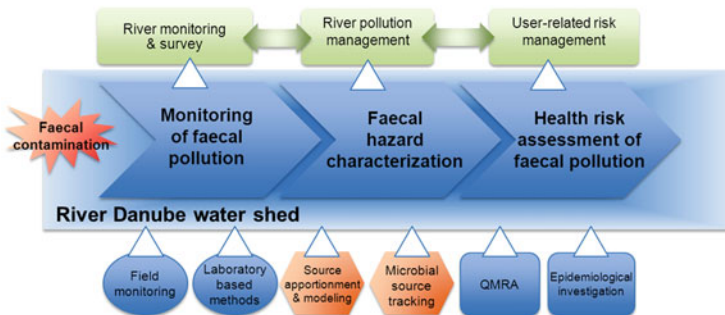 River monitoring
& survey
River pollution
management
User-related risk
management
Faecal
contamination
Monitoring
of faecal
pollution
Faecal
hazard
characterization
Health risk
assessment of
faecal pollution
River Danube water shed
Field
monitoring
Laboratory
based
methods
Source
apportionment
& modeling
Microbial
source
tracking
QMRA
Epidemiological
investigation